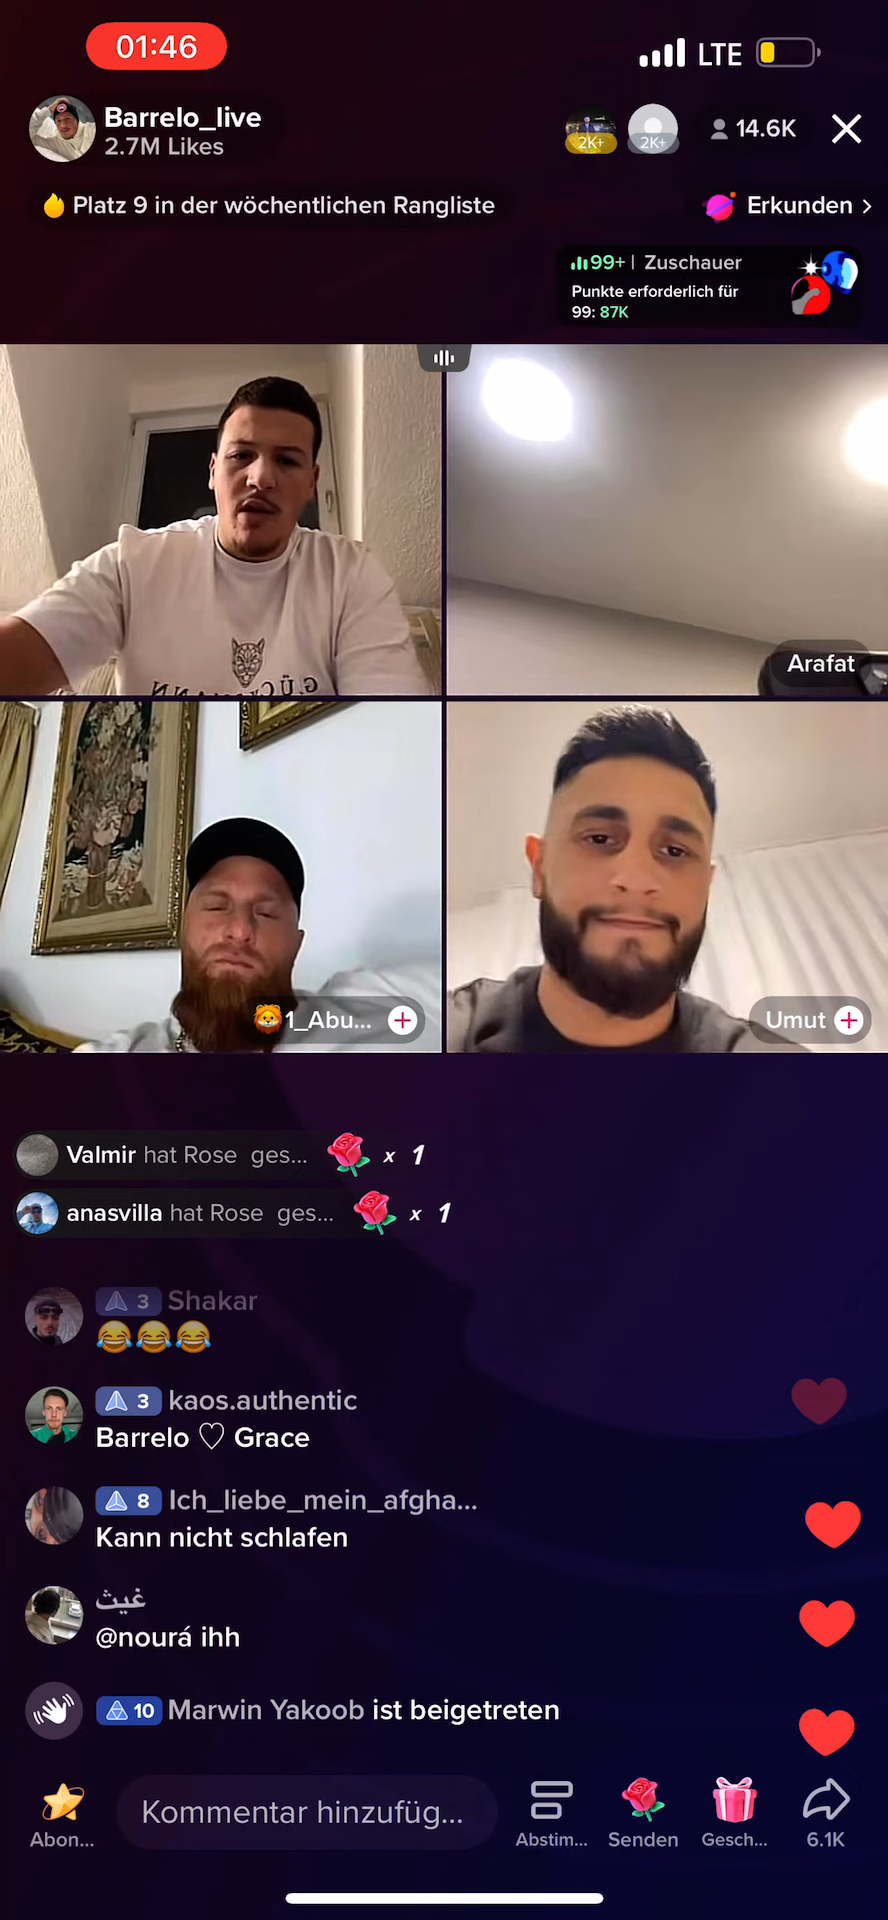 01:46
LTE
Barrelo_live
2.7M Likes
2K+
2K+
14.6K
Platz 9 in der wöchentlichen Rangliste
Erkunden >
99+ | Zuschauer
Punkte erforderlich für
99: 87K
Arafat
🦁1_Abu...
Umut
Valmir hat Rose ges... x 1
anasvilla hat Rose ges... x 1
3 Shakar
😂😂😂
3 kaos.authentic
Barrelo ♡ Grace
8 Ich_liebe_mein_afgha...
Kann nicht schlafen
غيث
@nourá ihh
10 Marwin Yakoob ist beigetreten
Abon...
Kommentar hinzufüg...
Abstim...
Senden
Gesch...
6.1K